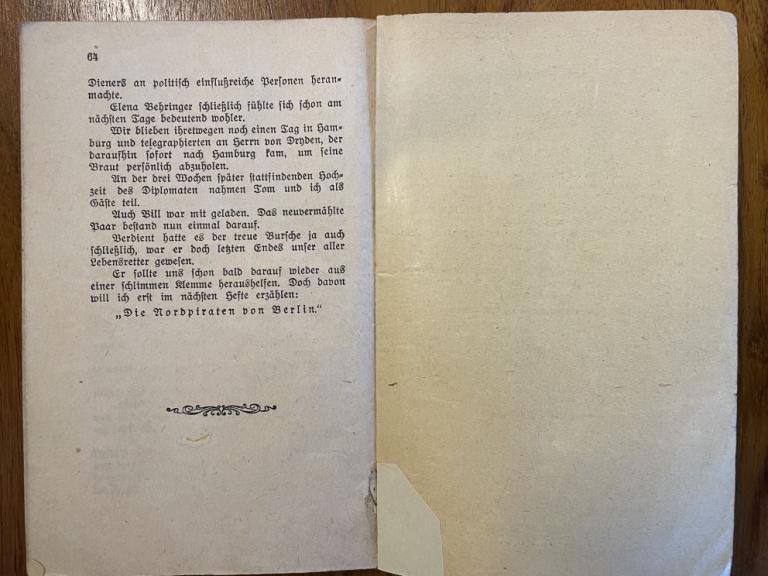 64
Dieners an politisch einflußreiche Personen heran-
machte.
Elena Behringer schließlich fühlte sich schon am
nächsten Tage bedeutend wohler.
Wir blieben ihretwegen noch einen Tag in Ham-
burg und telegraphierten an Herrn von Dryden, der
daraufhin sofort nach Hamburg kam, um seine
Braut persönlich abzuholen.
An der drei Wochen später stattfindenden Hoch-
zeit des Diplomaten nahmen Tom und ich als
Gäste teil.
Auch Bill war mit geladen. Das neuvermählte
Paar bestand nun einmal darauf.
Verdient hatte es der treue Bursche ja auch
schließlich, war er doch letzten Endes unser aller
Lebensretter gewesen.
Er sollte uns schon bald darauf wieder aus
einer schlimmen Klemme heraushelfen. Doch davon
will ich erst im nächsten Hefte erzählen:
„Die Nordpiraten von Berlin.“